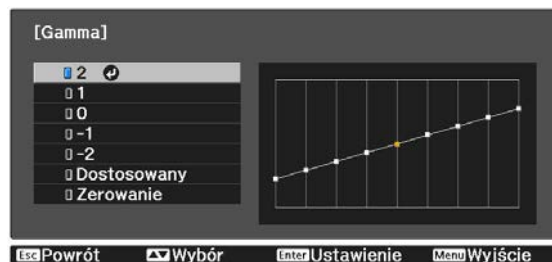 [Gamma]
2
1
0
-1
-2
Dostosowany
Zerowanie
Esc Powrót Wybór Enter Ustawienie Menu Wyjście